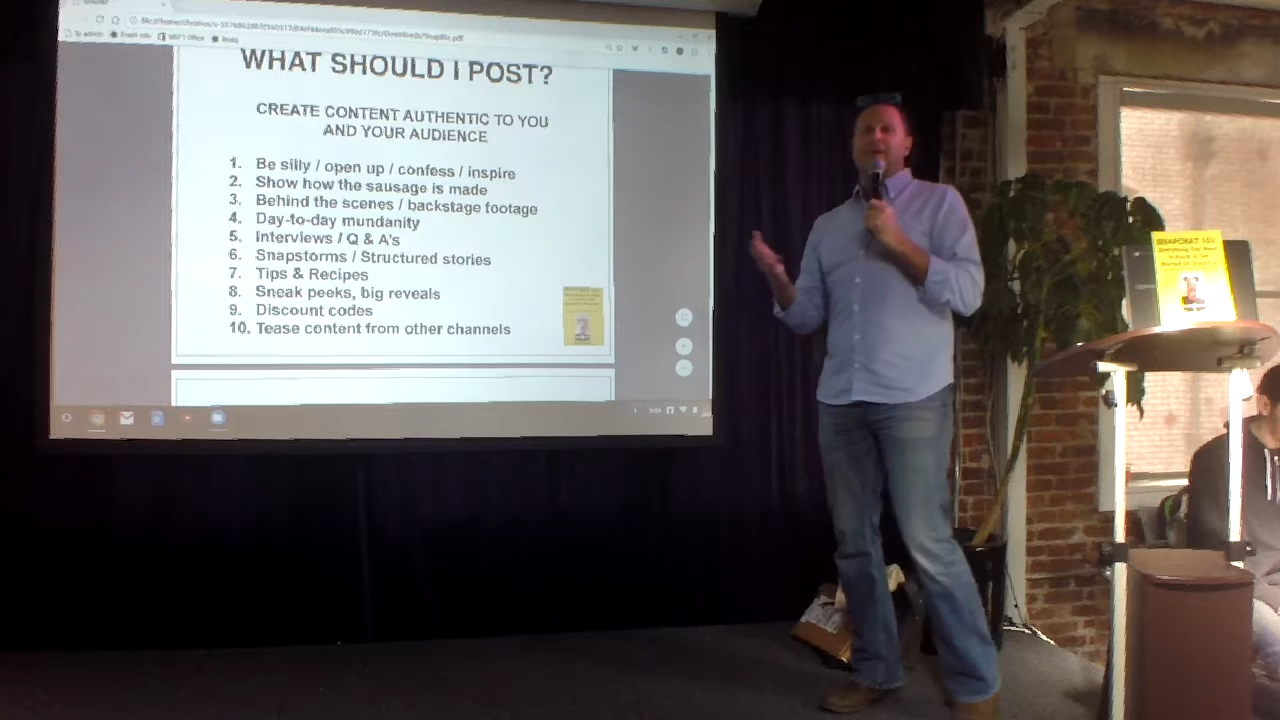 WHAT SHOULD I POST?
CREATE CONTENT AUTHENTIC TO YOU
AND YOUR AUDIENCE
1. Be silly / open up / confess / inspire
2. Show how the sausage is made
3. Behind the scenes / backstage footage
4. Day-to-day mundanity
5. Interviews / Q & A's
6. Snapstorms / Structured stories
7. Tips & Recipes
8. Sneak peeks, big reveals
9. Discount codes
10. Tease content from other channels
SNAPCHAT 101
Everything You Need